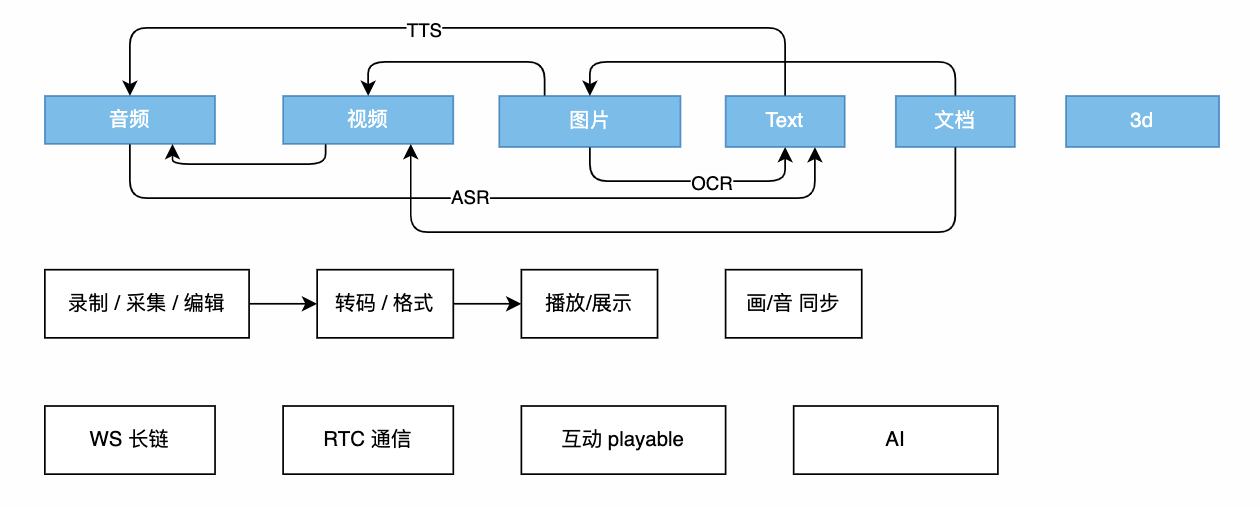 TTS
音频
视频
图片
Text
文档
3d
OCR
ASR
录制 / 采集 / 编辑
转码 / 格式
播放/展示
画/音 同步
WS 长链
RTC 通信
互动 playable
AI